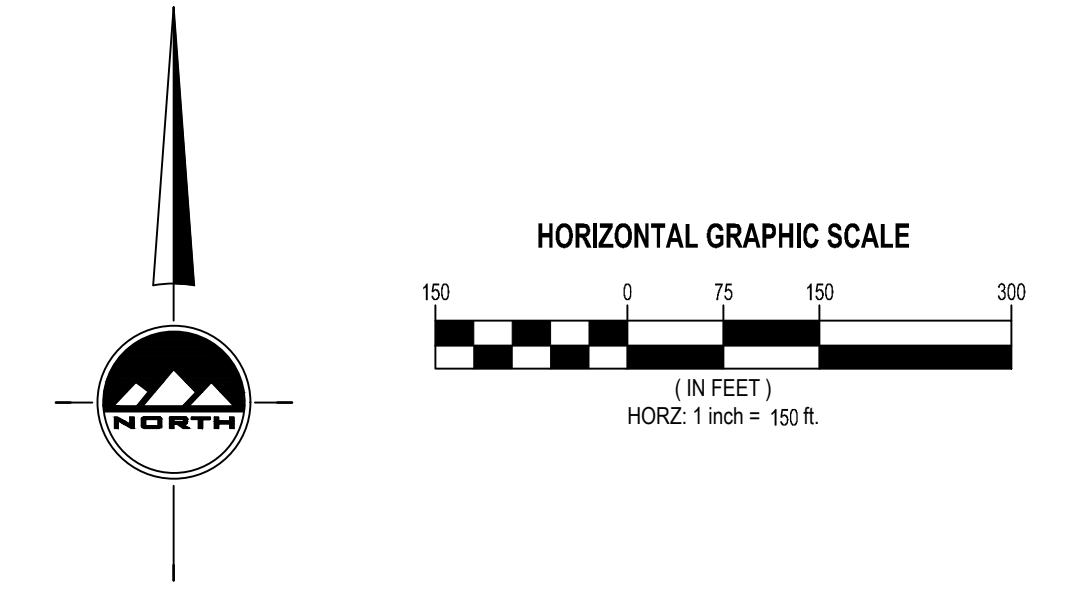 HORIZONTAL GRAPHIC SCALE
150 0 75 150 300
( IN FEET )
HORZ: 1 inch = 150 ft.
NORTH